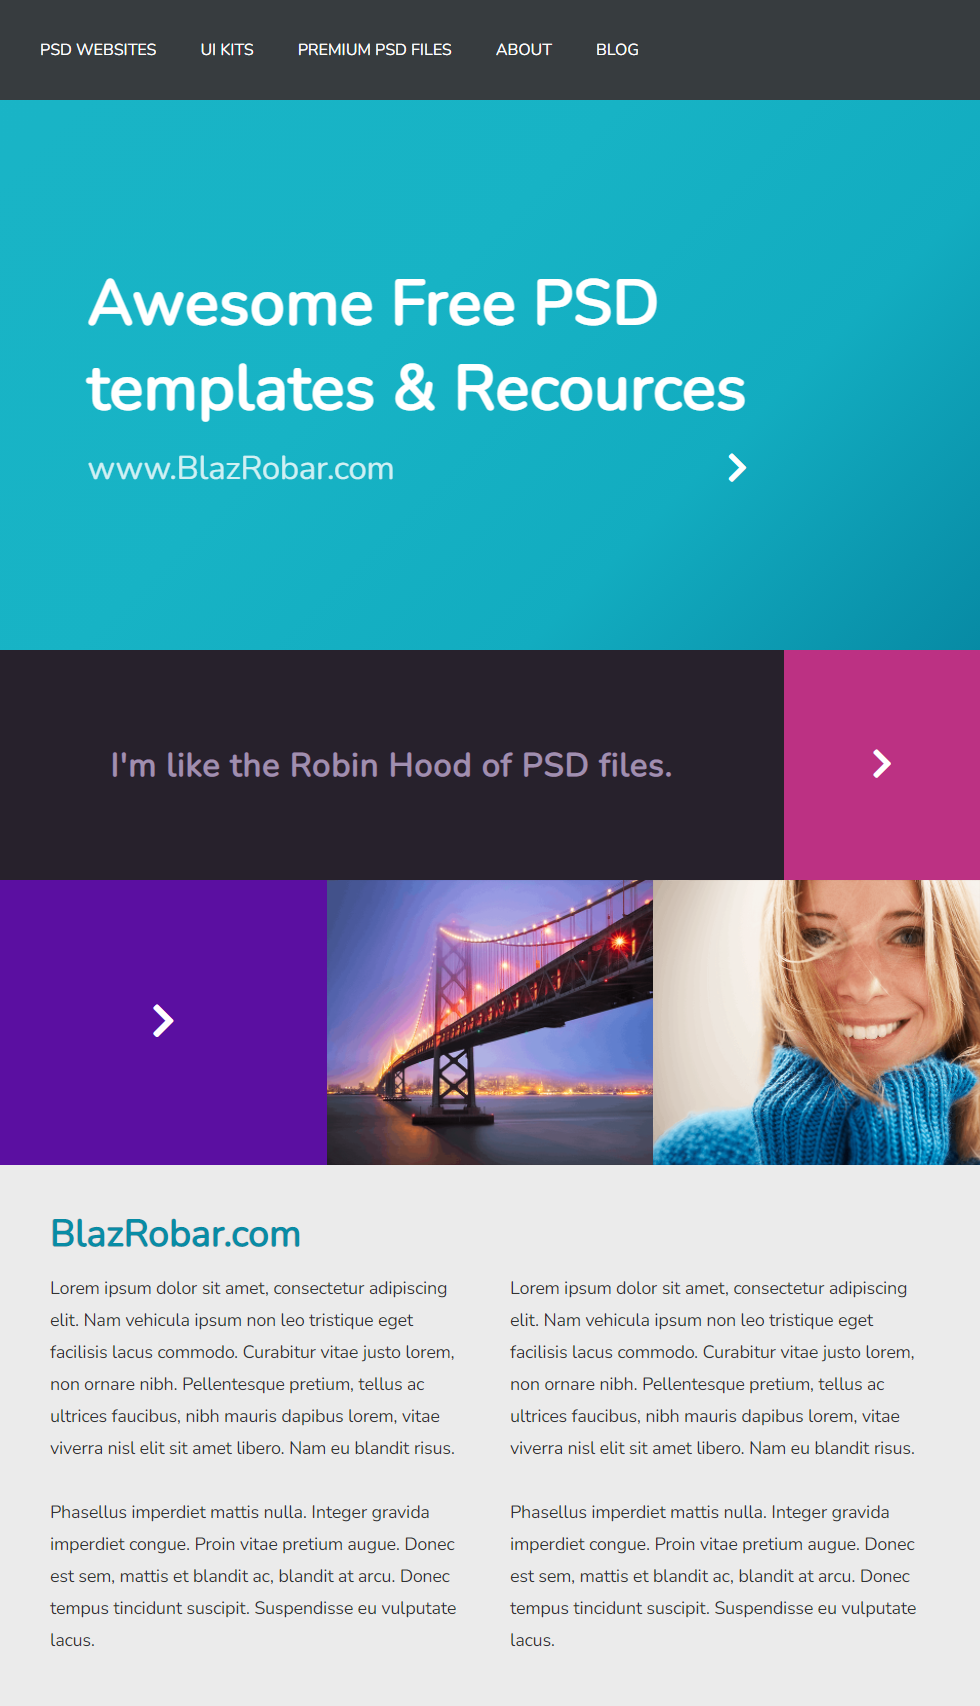 PSD WEBSITES UI KITS PREMIUM PSD FILES ABOUT BLOG
Awesome Free PSD
templates & Recources
www.BlazRobar.com
I'm like the Robin Hood of PSD files.
BlazRobar.com
Lorem ipsum dolor sit amet, consectetur adipiscing
elit. Nam vehicula ipsum non leo tristique eget
facilisis lacus commodo. Curabitur vitae justo lorem,
non ornare nibh. Pellentesque pretium, tellus ac
ultrices faucibus, nibh mauris dapibus lorem, vitae
viverra nisl elit sit amet libero. Nam eu blandit risus.
Phasellus imperdiet mattis nulla. Integer gravida
imperdiet congue. Proin vitae pretium augue. Donec
est sem, mattis et blandit ac, blandit at arcu. Donec
tempus tincidunt suscipit. Suspendisse eu vulputate
lacus.
Lorem ipsum dolor sit amet, consectetur adipiscing
elit. Nam vehicula ipsum non leo tristique eget
facilisis lacus commodo. Curabitur vitae justo lorem,
non ornare nibh. Pellentesque pretium, tellus ac
ultrices faucibus, nibh mauris dapibus lorem, vitae
viverra nisl elit sit amet libero. Nam eu blandit risus.
Phasellus imperdiet mattis nulla. Integer gravida
imperdiet congue. Proin vitae pretium augue. Donec
est sem, mattis et blandit ac, blandit at arcu. Donec
tempus tincidunt suscipit. Suspendisse eu vulputate
lacus.